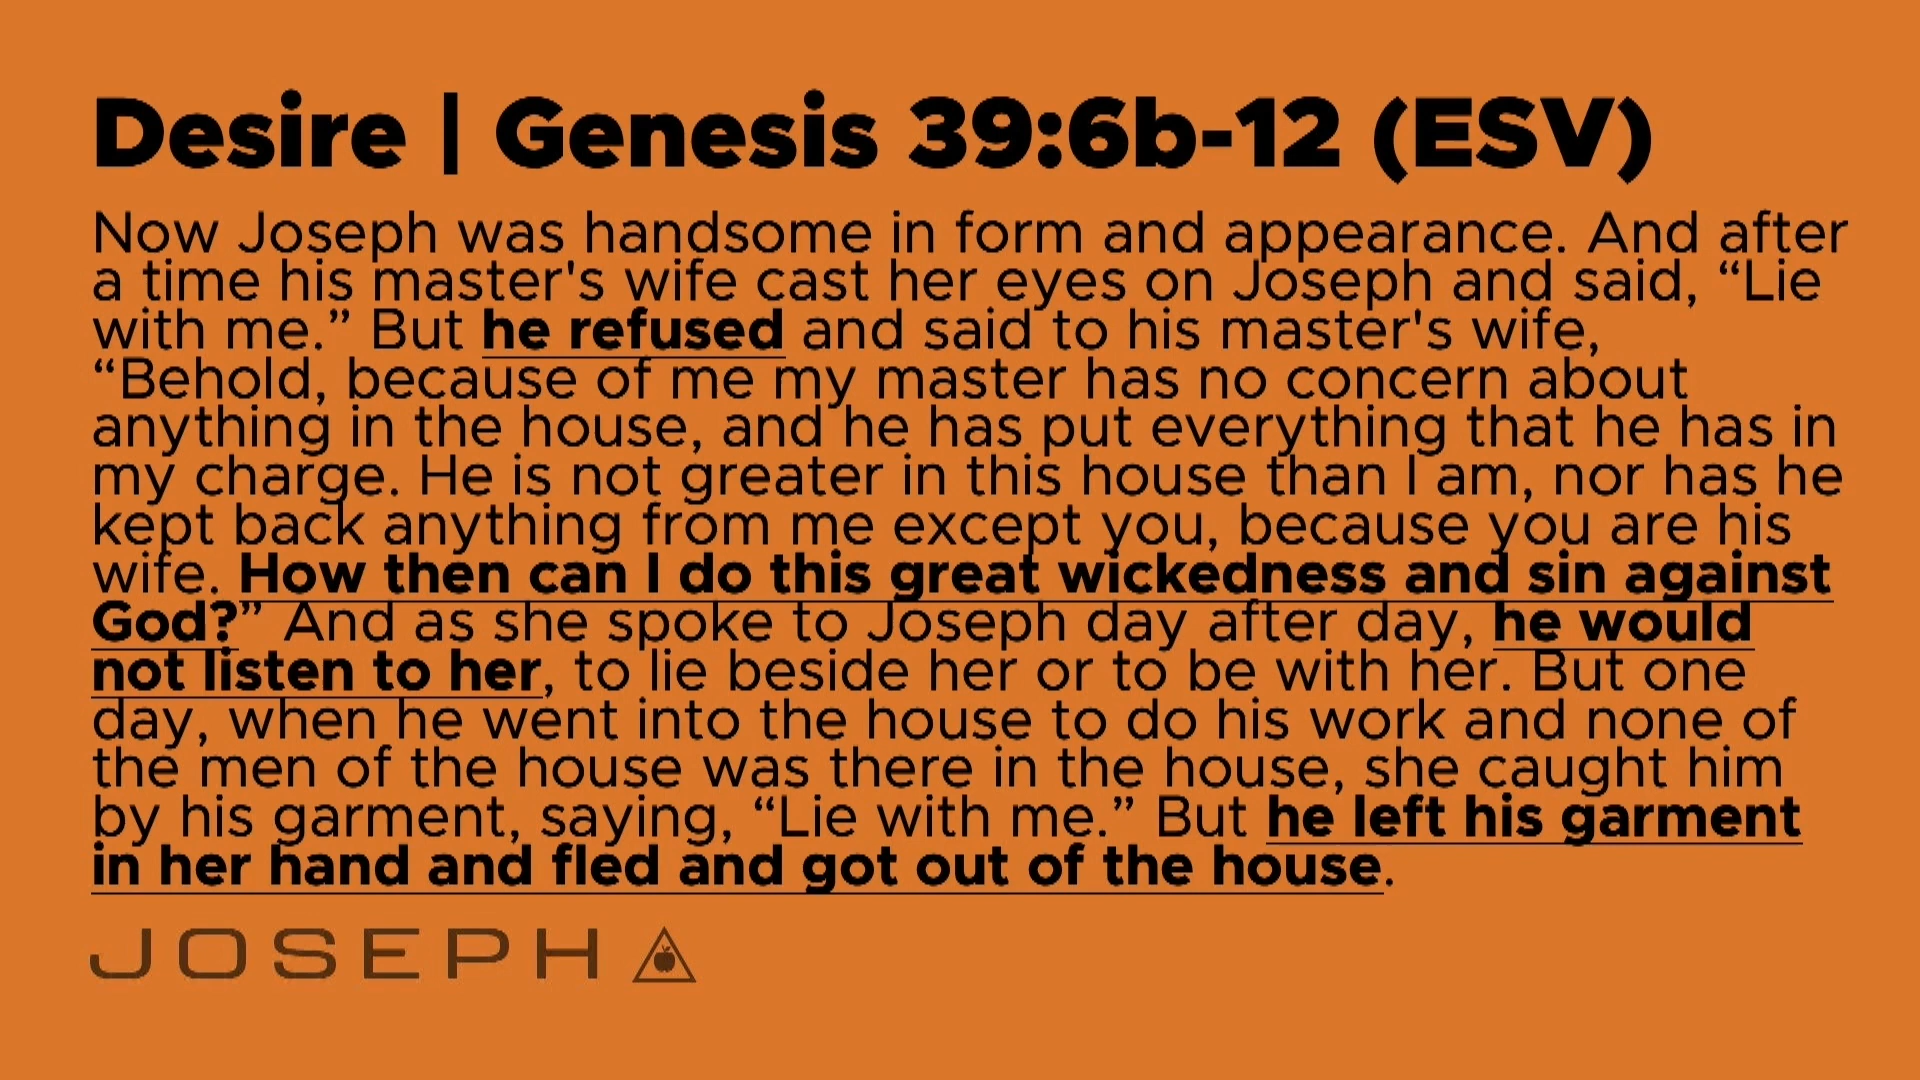 Desire | Genesis 39:6b-12 (ESV)
Now Joseph was handsome in form and appearance. And after
a time his master's wife cast her eyes on Joseph and said, “Lie
with me.” But he refused and said to his master's wife,
“Behold, because of me my master has no concern about
anything in the house, and he has put everything that he has in
my charge. He is not greater in this house than I am, nor has he
kept back anything from me except you, because you are his
wife. How then can I do this great wickedness and sin against
God?” And as she spoke to Joseph day after day, he would
not listen to her, to lie beside her or to be with her. But one
day, when he went into the house to do his work and none of
the men of the house was there in the house, she caught him
by his garment, saying, “Lie with me.” But he left his garment
in her hand and fled and got out of the house.
JOSEPH